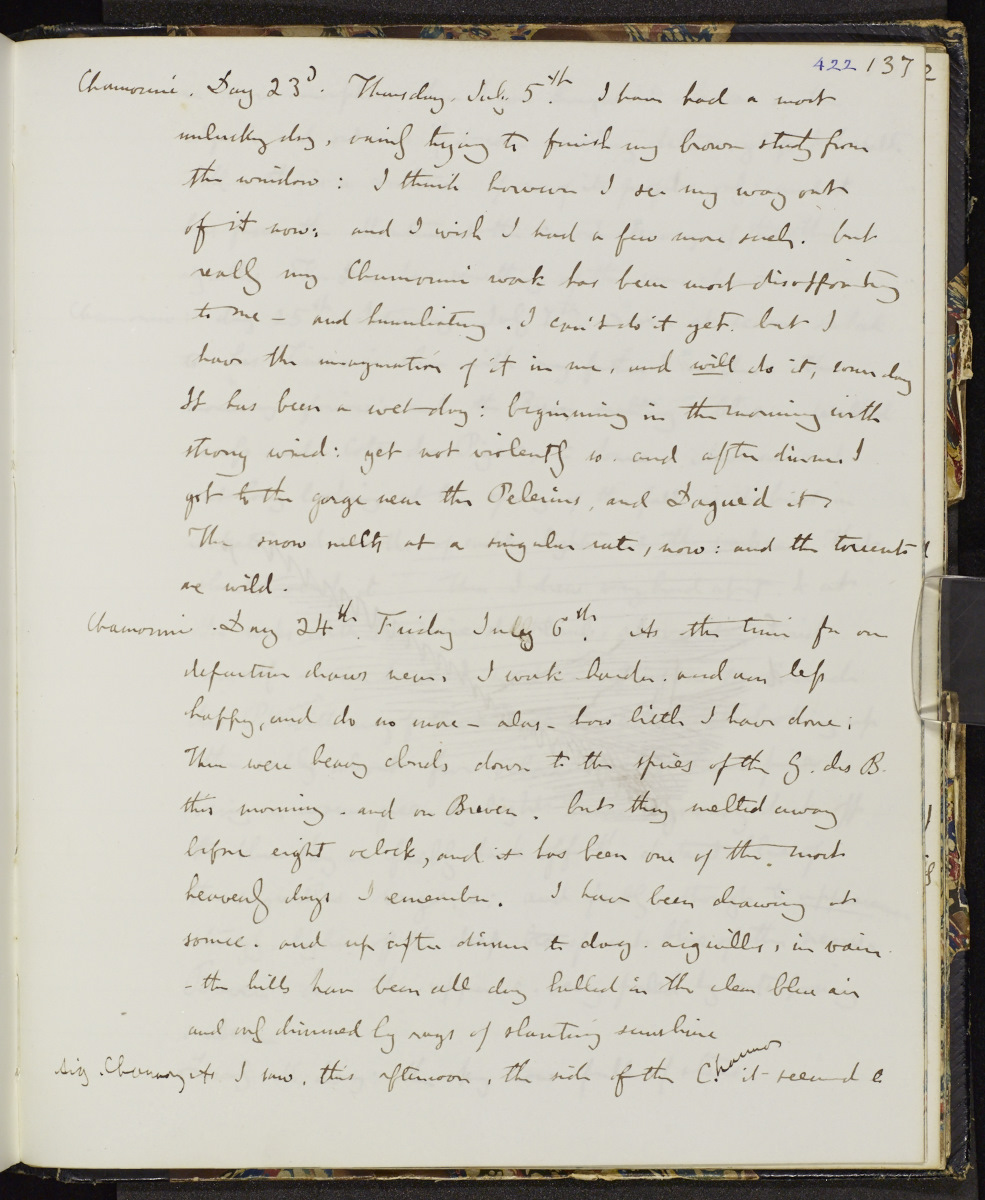 422 137
Chamouni. Day 23d. Thursday. July 5th. I have had a most
unlucky day, vainly trying to finish my brown study from
the window: I think however I see my way out
of it now: and I wish I had a few more such. but
really my Chamouni work has been most disappointing
to me - and humiliating. I can't do it yet. but I
have the imagination of it in me, and will do it, some day
It has been a wet day: beginning in the morning with
strong wind: yet not violently so. and after dinner I
got to the gorge near the Pelerins, and Dague'd it
The snow melts at a singular rate, now: and the torrents
are wild.
Chamouni. Day 24th. Friday July 6th. As the time for our
departure draws near, I work harder. and am less
happy, and do no more - alas - how little I have done;
There were heavy clouds down to the spires of the G. des B.
this morning. and on Breven. but they melted away
before eight oclock, and it has been one of the most
heavenly days I remember. I have been drawing at
source. and up after dinner to dag. aiguilles, in vain.
- the hills have been all day lulled in the clear blue air
and only dimmed by rays of slanting sunshine
Aig. Charmoz As I saw, this afternoon, the side of the Charmoz it seemed